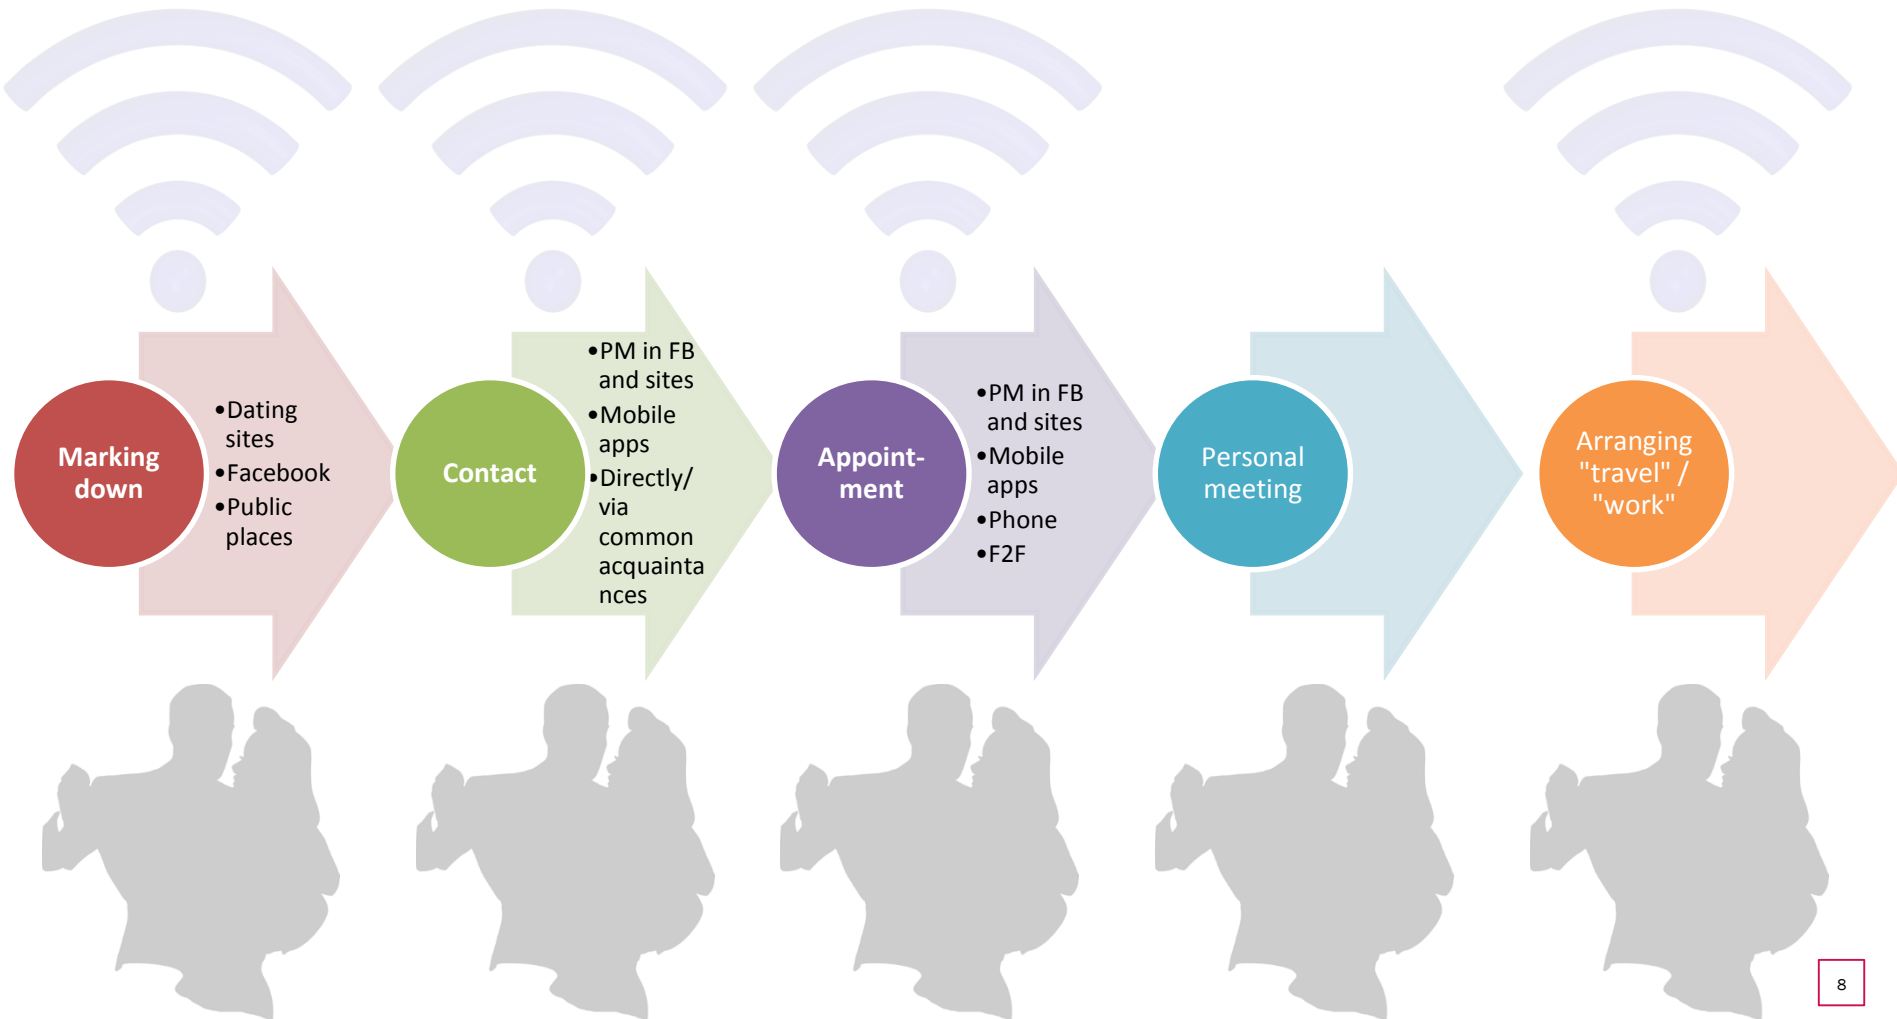 Marking
down
•Dating
sites
•Facebook
•Public
places
Contact
•PM in FB
and sites
•Mobile
apps
•Directly/
via
common
acquainta
nces
Appoint-
ment
•PM in FB
and sites
•Mobile
apps
•Phone
•F2F
Personal
meeting
Arranging
"travel" /
"work"
8